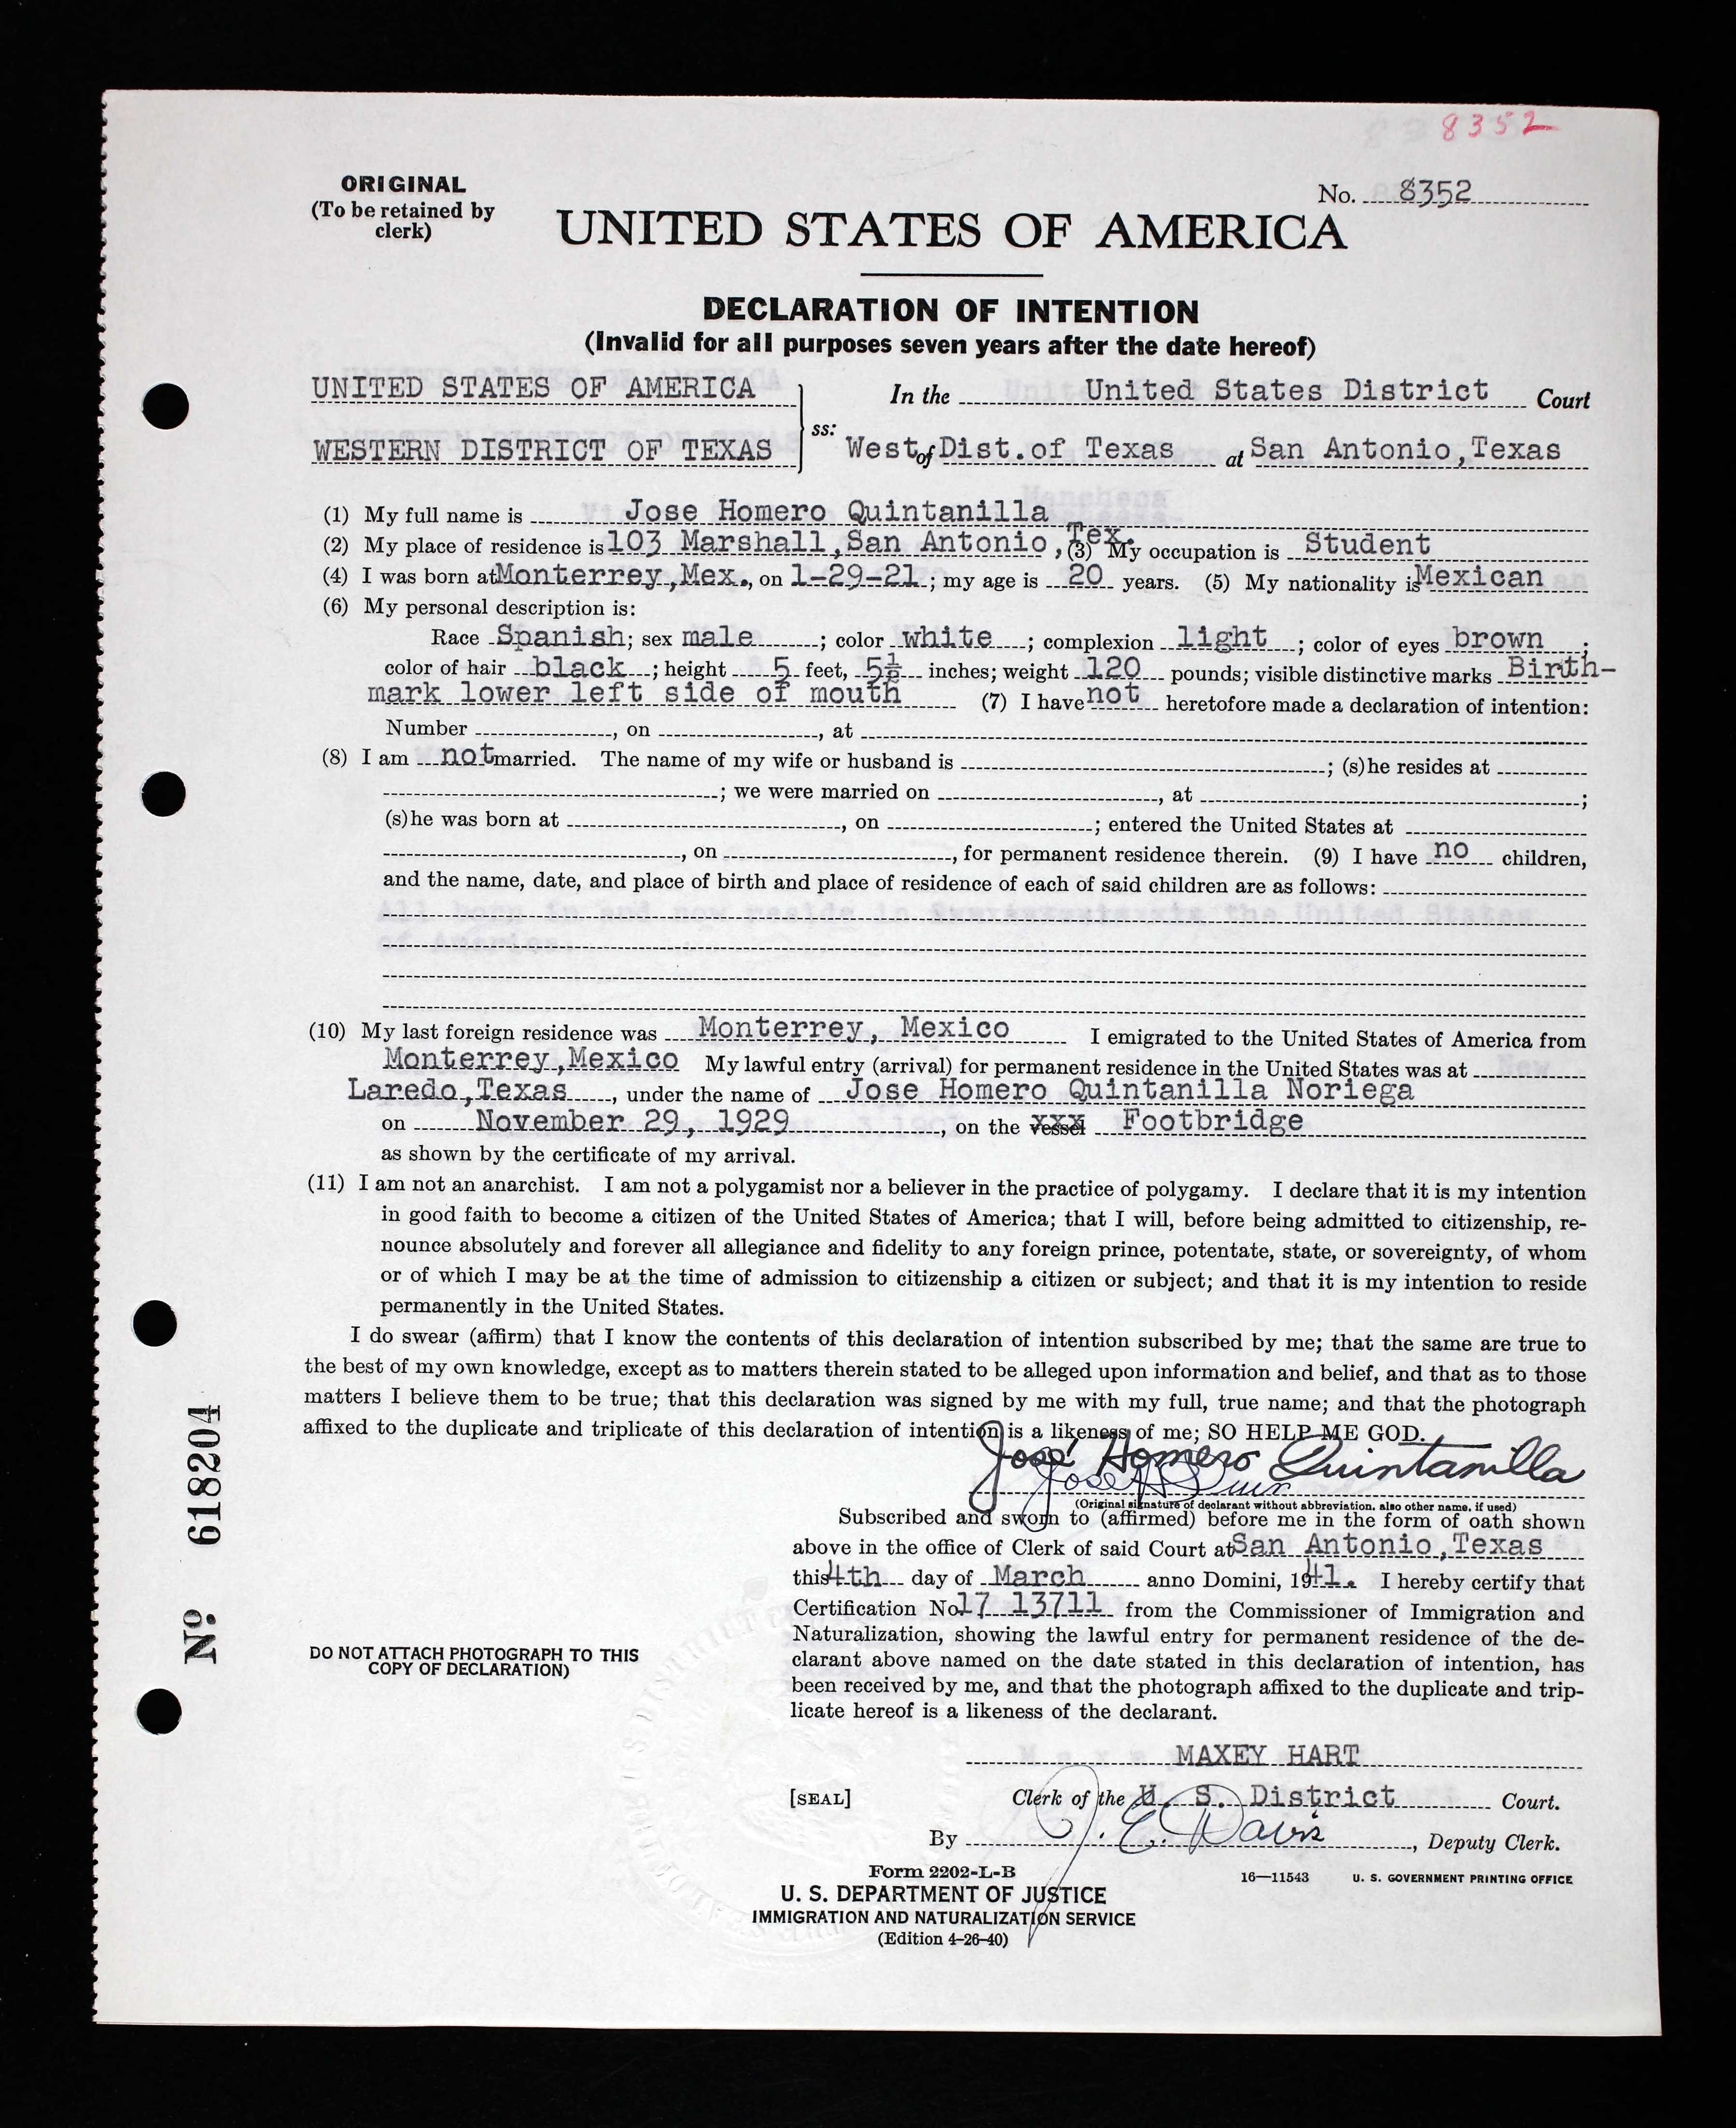 8352
ORIGINAL
(To be retained by
clerk)
No. 8352
UNITED STATES OF AMERICA
DECLARATION OF INTENTION
(Invalid for all purposes seven years after the date hereof)
UNITED STATES OF AMERICA
WESTERN DISTRICT OF TEXAS
ss:
In the United States District Court
West of Dist. of Texas at San Antonio, Texas
(1) My full name is Jose Homero Quintanilla
(2) My place of residence is 103 Marshall, San Antonio, Tex. (3) My occupation is Student
(4) I was born at Monterrey, Mex., on 1-29-21; my age is 20 years. (5) My nationality is Mexican
(6) My personal description is:
Race Spanish; sex male; color white; complexion light; color of eyes brown;
color of hair black; height 5 feet, 5½ inches; weight 120 pounds; visible distinctive marks Birth-
mark lower left side of mouth (7) I have not heretofore made a declaration of intention:
Number , on , at
(8) I am not married. The name of my wife or husband is ; (s)he resides at
; we were married on , at ;
(s)he was born at , on ; entered the United States at
, on , for permanent residence therein. (9) I have no children,
and the name, date, and place of birth and place of residence of each of said children are as follows:
(10) My last foreign residence was Monterrey, Mexico I emigrated to the United States of America from
Monterrey, Mexico My lawful entry (arrival) for permanent residence in the United States was at
Laredo, Texas, under the name of Jose Homero Quintanilla Noriega
on November 29, 1929, on the vessel xxx Footbridge
as shown by the certificate of my arrival.
(11) I am not an anarchist. I am not a polygamist nor a believer in the practice of polygamy. I declare that it is my intention
in good faith to become a citizen of the United States of America; that I will, before being admitted to citizenship, re-
nounce absolutely and forever all allegiance and fidelity to any foreign prince, potentate, state, or sovereignty, of whom
or of which I may be at the time of admission to citizenship a citizen or subject; and that it is my intention to reside
permanently in the United States.
I do swear (affirm) that I know the contents of this declaration of intention subscribed by me; that the same are true to
the best of my own knowledge, except as to matters therein stated to be alleged upon information and belief, and that as to those
matters I believe them to be true; that this declaration was signed by me with my full, true name; and that the photograph
affixed to the duplicate and triplicate of this declaration of intention is a likeness of me; SO HELP ME GOD.
José Homero Quintanilla
(Original signature of declarant without abbreviation, also other name, if used)
Subscribed and sworn to (affirmed) before me in the form of oath shown
above in the office of Clerk of said Court at San Antonio, Texas
this 4th day of March anno Domini, 1941. I hereby certify that
Certification No. 17 13711 from the Commissioner of Immigration and
Naturalization, showing the lawful entry for permanent residence of the de-
clarant above named on the date stated in this declaration of intention, has
been received by me, and that the photograph affixed to the duplicate and trip-
licate hereof is a likeness of the declarant.
No 618204
DO NOT ATTACH PHOTOGRAPH TO THIS
COPY OF DECLARATION)
MAXEY HART
[SEAL] Clerk of the U. S. District Court.
By J. E. Davis, Deputy Clerk.
Form 2202-L-B
U. S. DEPARTMENT OF JUSTICE
IMMIGRATION AND NATURALIZATION SERVICE
(Edition 4-26-40)
16—11543 U. S. GOVERNMENT PRINTING OFFICE